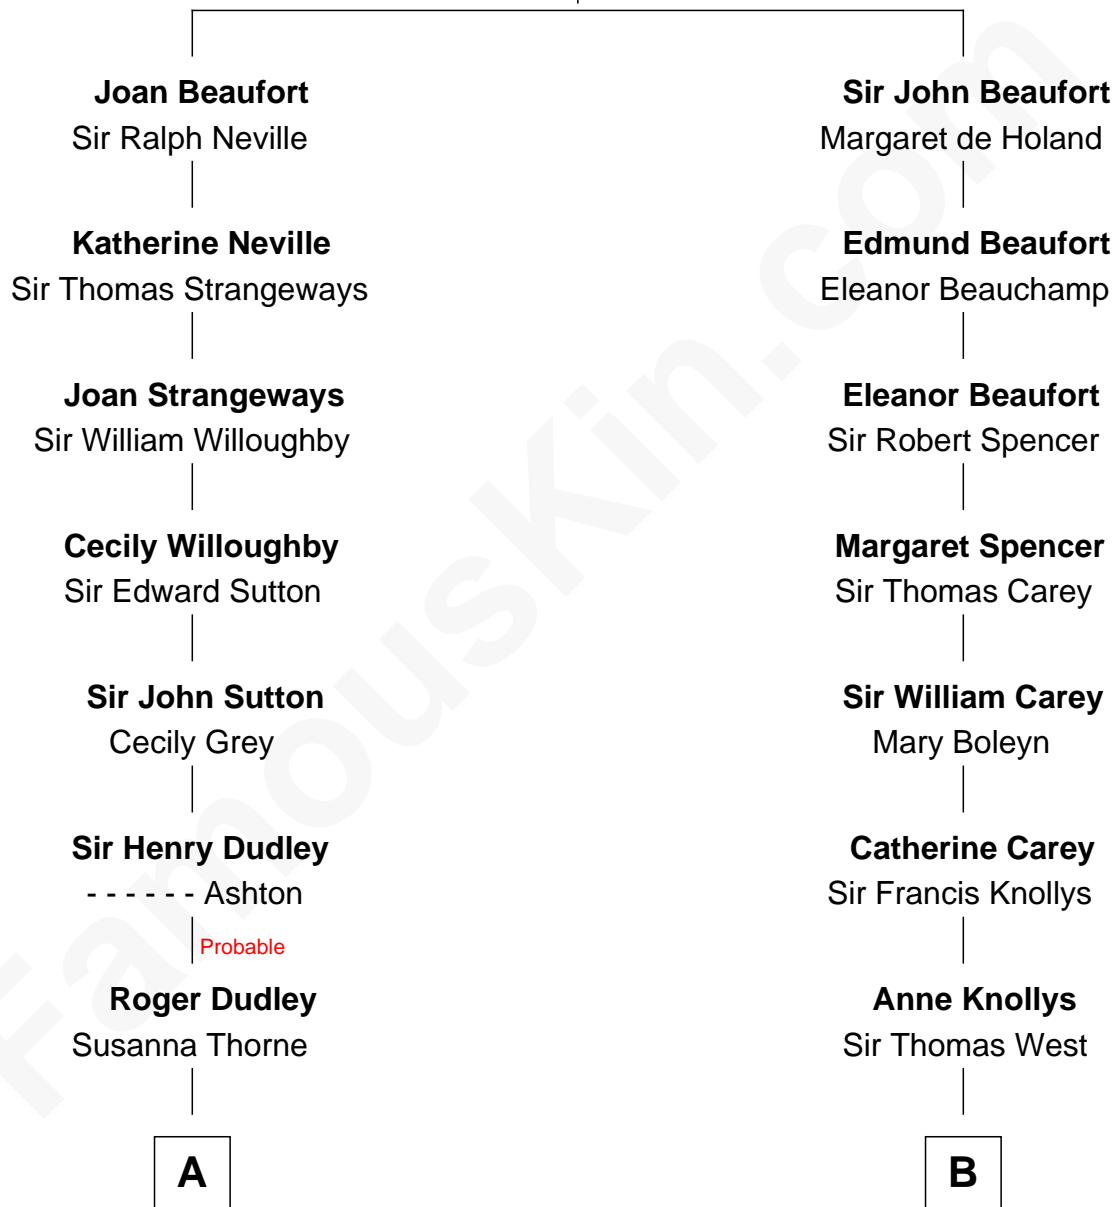 Joan Beaufort
Sir Ralph Neville
Katherine Neville
Sir Thomas Strangeways
Joan Strangeways
Sir William Willoughby
Cecily Willoughby
Sir Edward Sutton
Sir John Sutton
Cecily Grey
Sir Henry Dudley
- - - - - - Ashton
Probable
Roger Dudley
Susanna Thorne
A
Sir John Beaufort
Margaret de Holand
Edmund Beaufort
Eleanor Beauchamp
Eleanor Beaufort
Sir Robert Spencer
Margaret Spencer
Sir Thomas Carey
Sir William Carey
Mary Boleyn
Catherine Carey
Sir Francis Knollys
Anne Knollys
Sir Thomas West
B
FamousKin.com